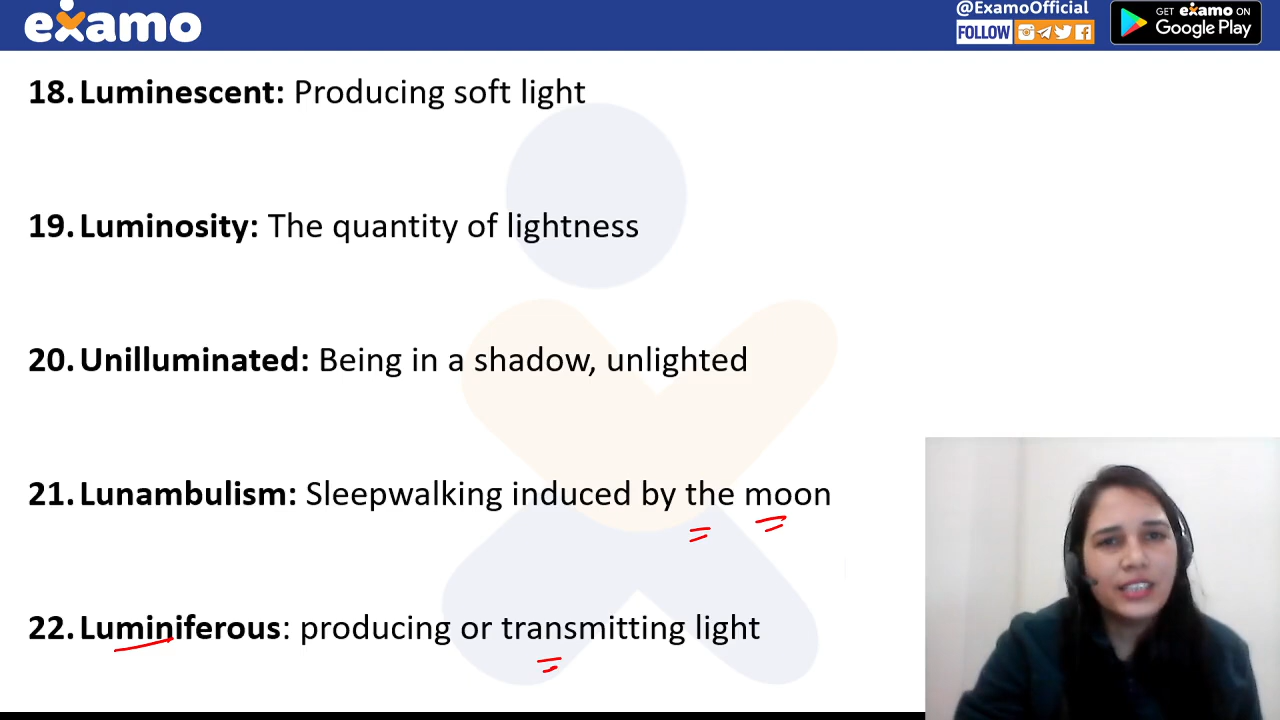 examo
@ExamoOfficial
FOLLOW
GET examo ON
Google Play
18. Luminescent: Producing soft light
19. Luminosity: The quantity of lightness
20. Unilluminated: Being in a shadow, unlighted
21. Lunambulism: Sleepwalking induced by the moon
22. Luminiferous: producing or transmitting light